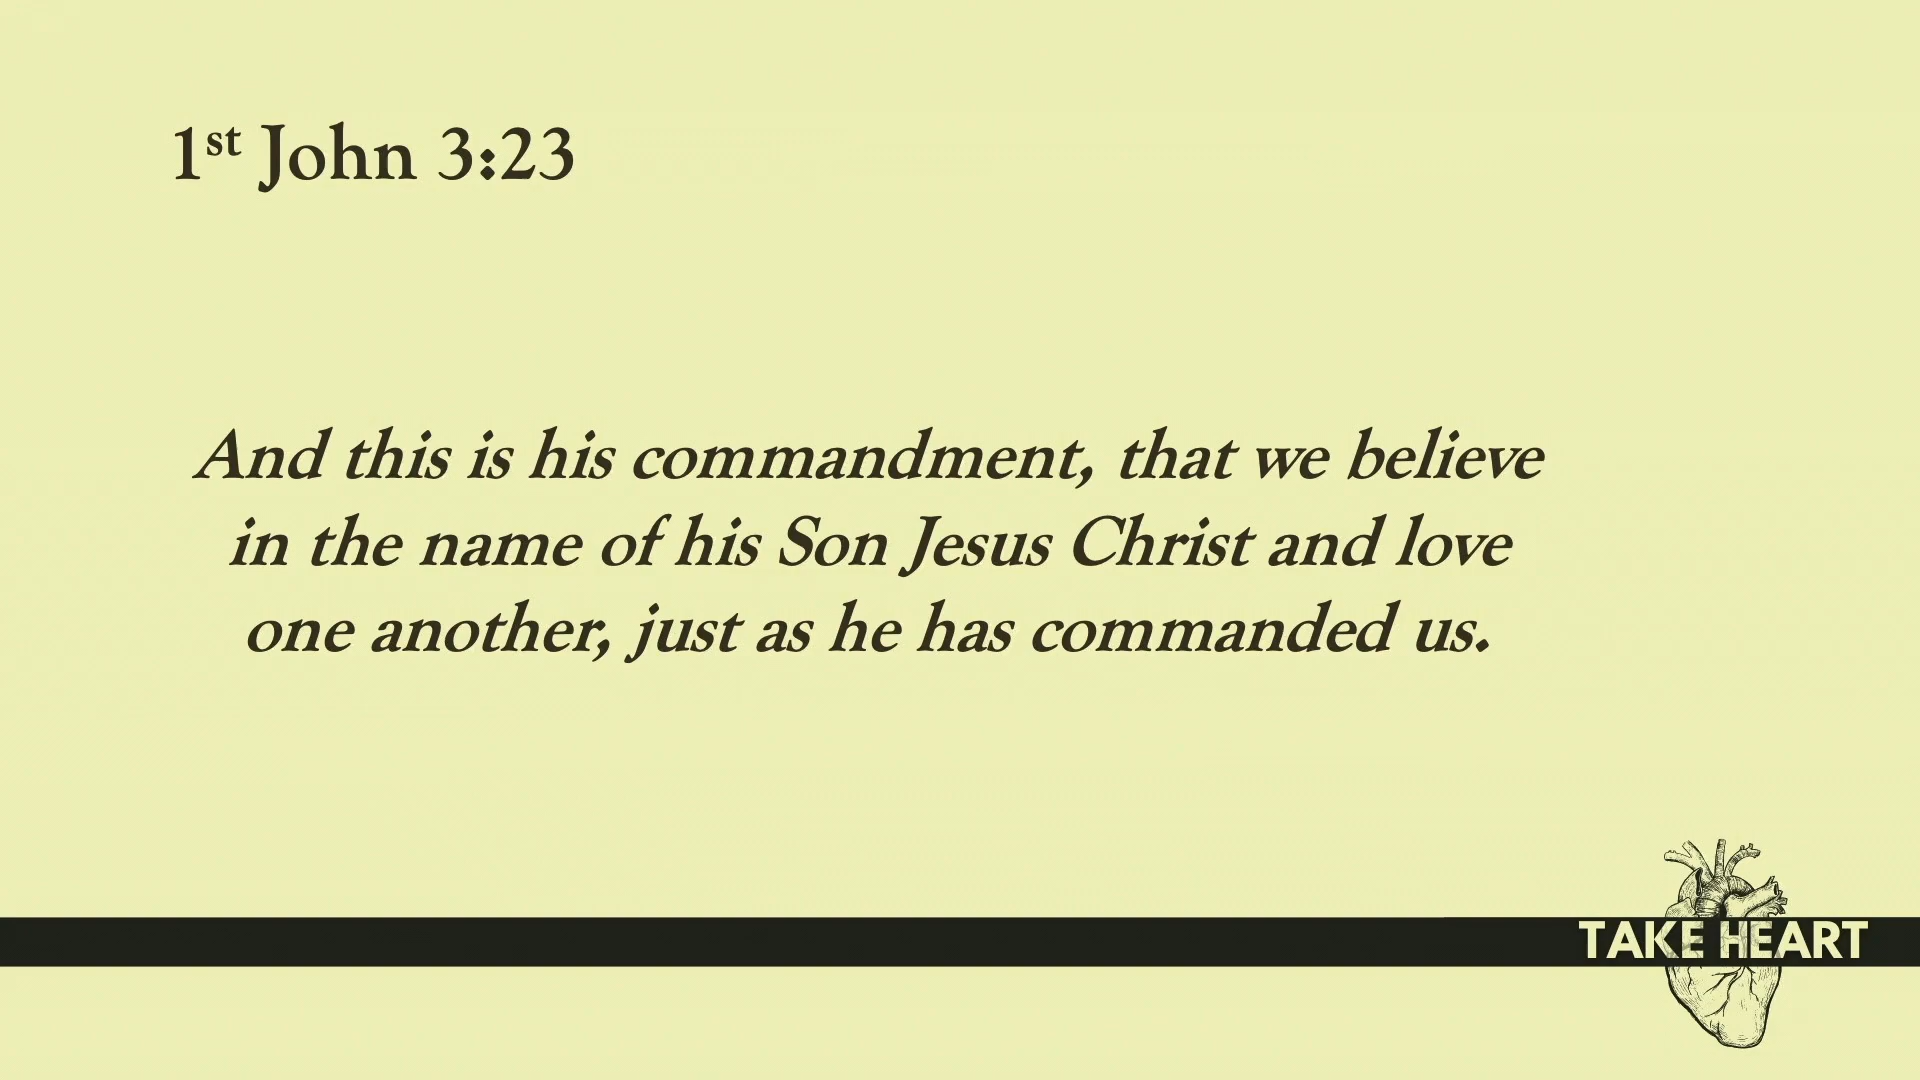 1st John 3:23
And this is his commandment, that we believe
in the name of his Son Jesus Christ and love
one another, just as he has commanded us.
TAKE HEART